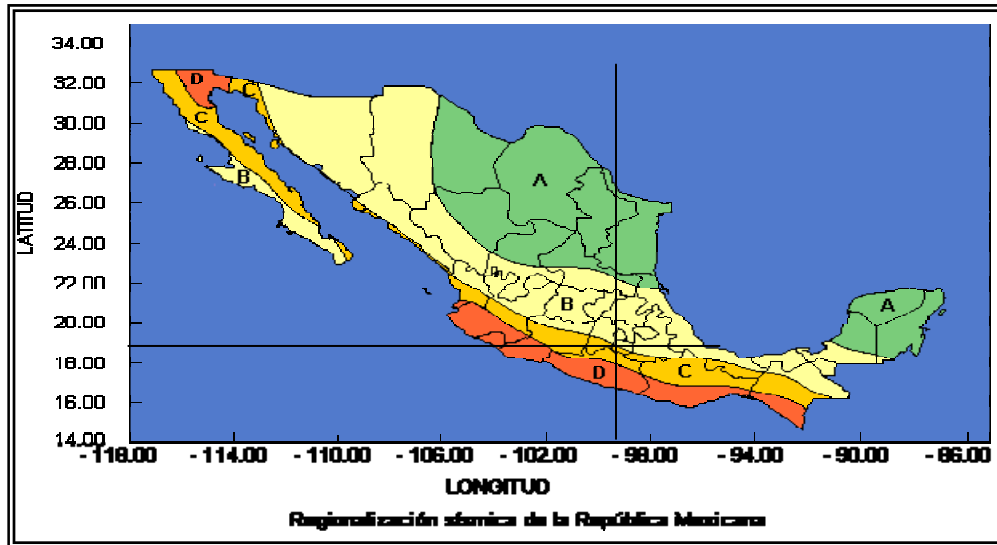 34.00
32.00
30.00
28.00
26.00
24.00
22.00
20.00
18.00
16.00
14.00
LATITUD
D
C
C
B
A
B
A
D
C
- 118.00 - 114.00 - 110.00 - 106.00 - 102.00 - 98.00 - 94.00 - 90.00 - 86.00
LONGITUD
Regionalización sísmica de la República Mexicana